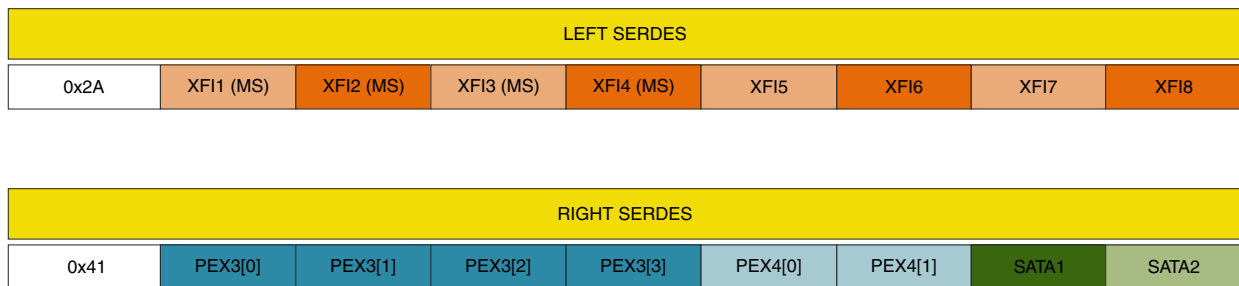 LEFT SERDES
0x2A XFI1 (MS) XFI2 (MS) XFI3 (MS) XFI4 (MS) XFI5 XFI6 XFI7 XFI8
RIGHT SERDES
0x41 PEX3[0] PEX3[1] PEX3[2] PEX3[3] PEX4[0] PEX4[1] SATA1 SATA2